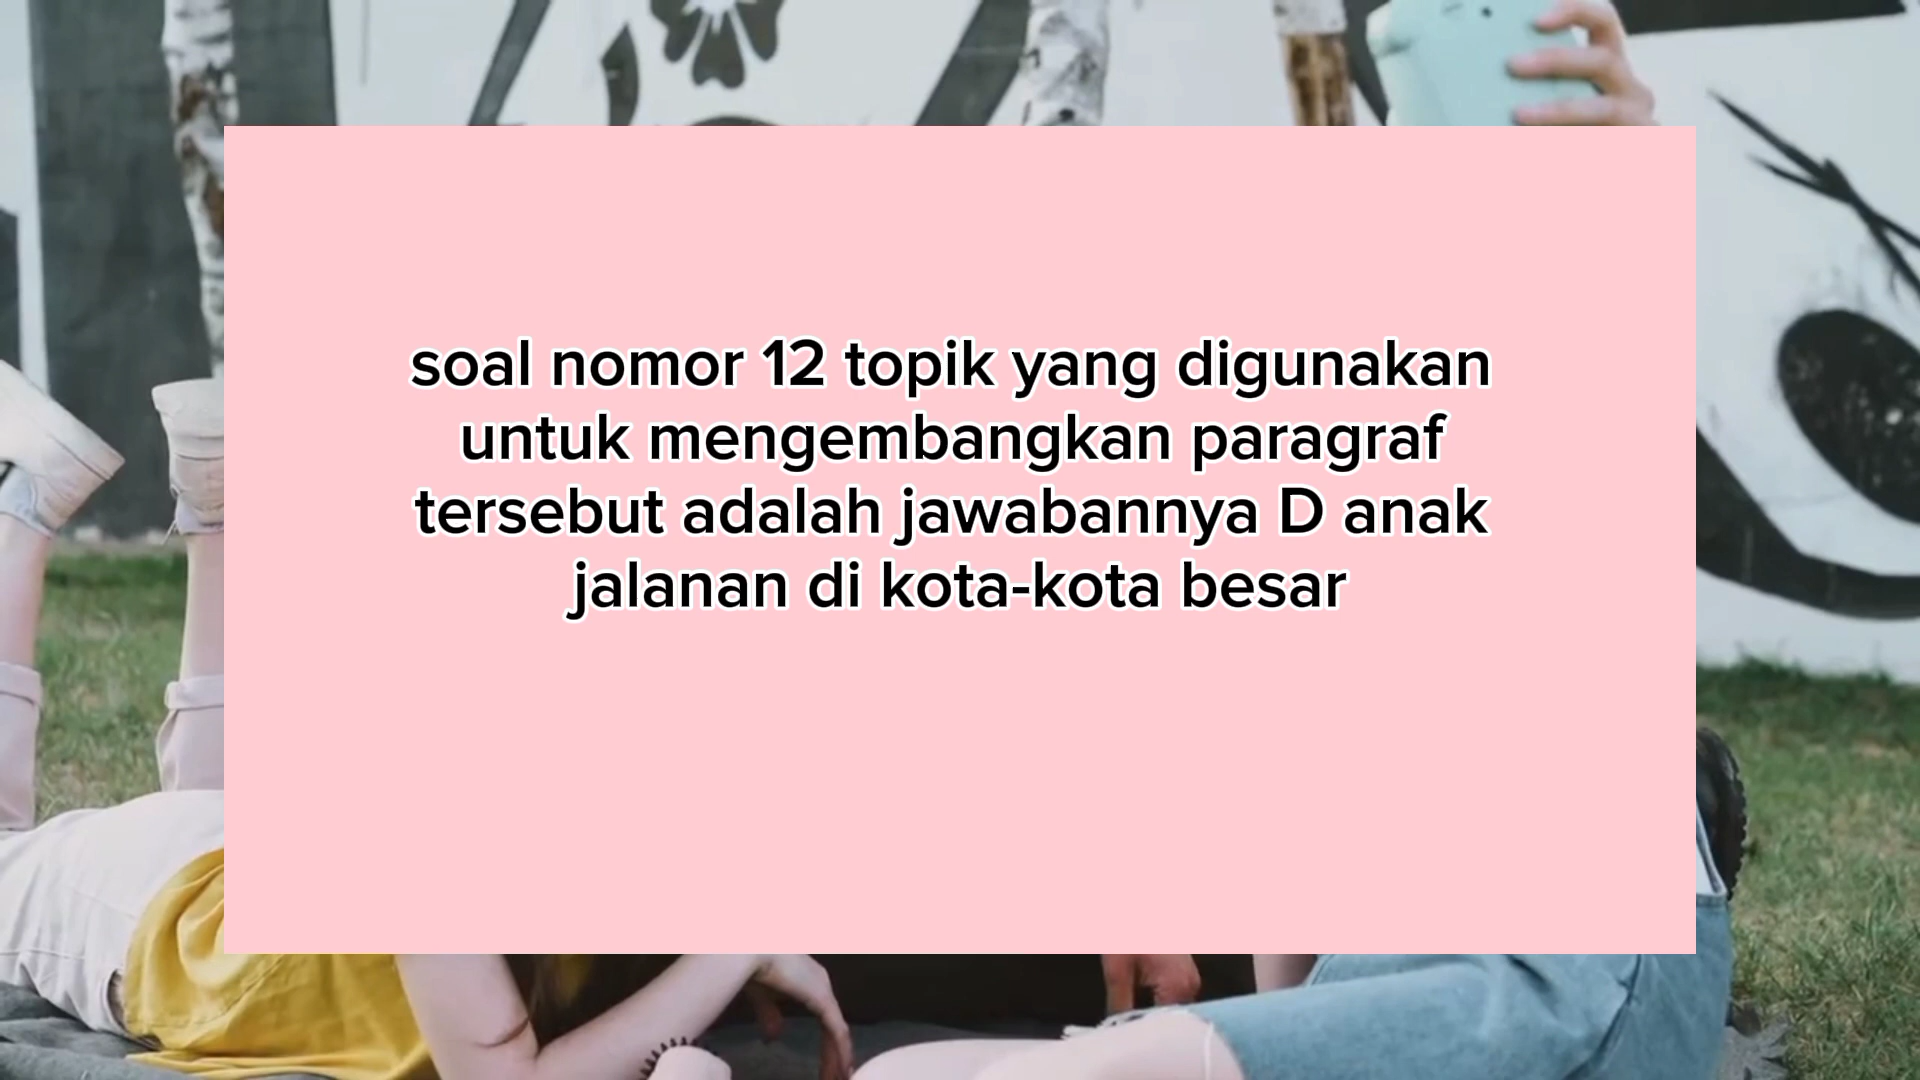 soal nomor 12 topik yang digunakan
untuk mengembangkan paragraf
tersebut adalah jawabannya D anak
jalanan di kota-kota besar